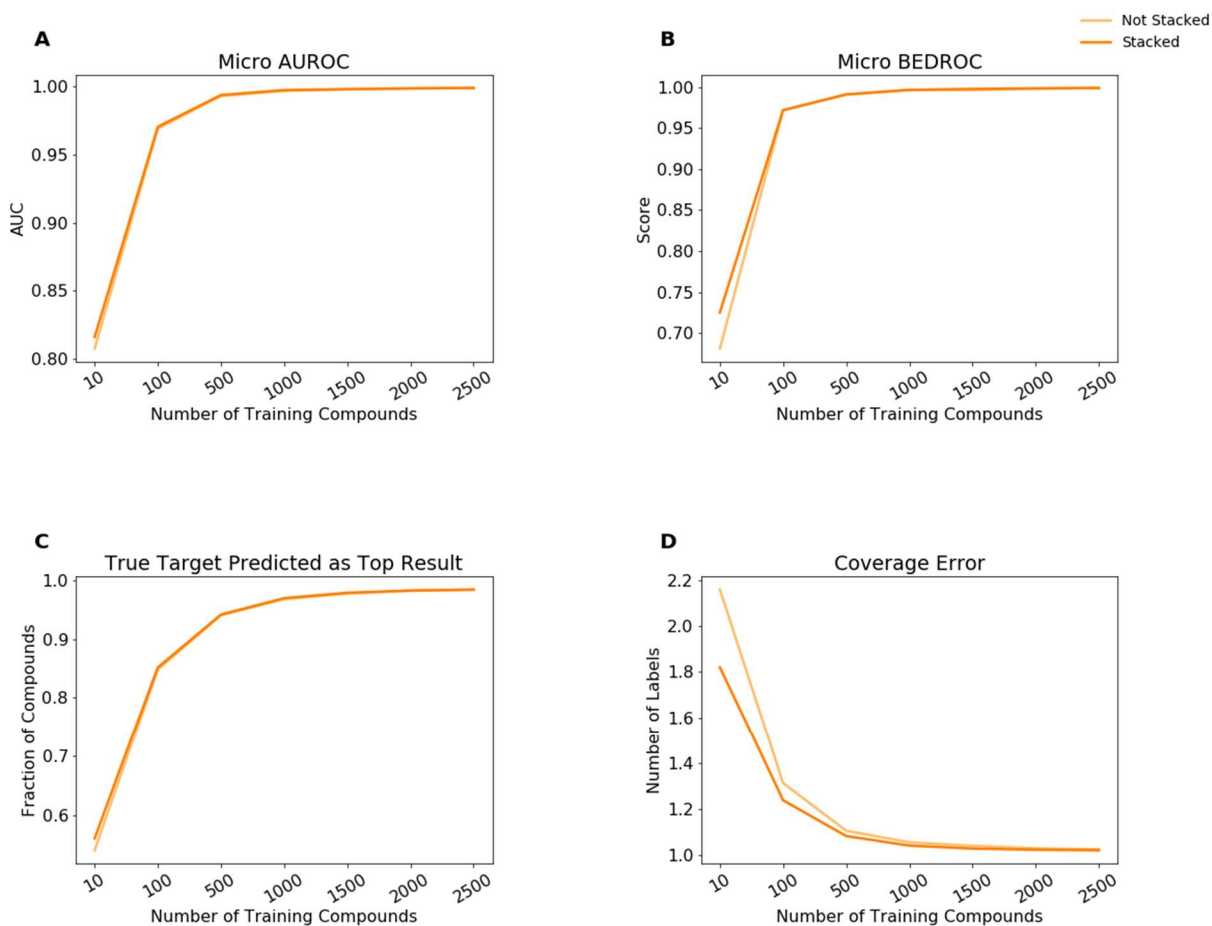 Not Stacked
Stacked
A
Micro AUROC
1.00
0.95
0.90
0.85
0.80
AUC
10
100
500
1000
1500
2000
2500
Number of Training Compounds
B
Micro BEDROC
1.00
0.95
0.90
0.85
0.80
0.75
0.70
Score
10
100
500
1000
1500
2000
2500
Number of Training Compounds
C
True Target Predicted as Top Result
1.0
0.9
0.8
0.7
0.6
Fraction of Compounds
10
100
500
1000
1500
2000
2500
Number of Training Compounds
D
Coverage Error
2.2
2.0
1.8
1.6
1.4
1.2
1.0
Number of Labels
10
100
500
1000
1500
2000
2500
Number of Training Compounds